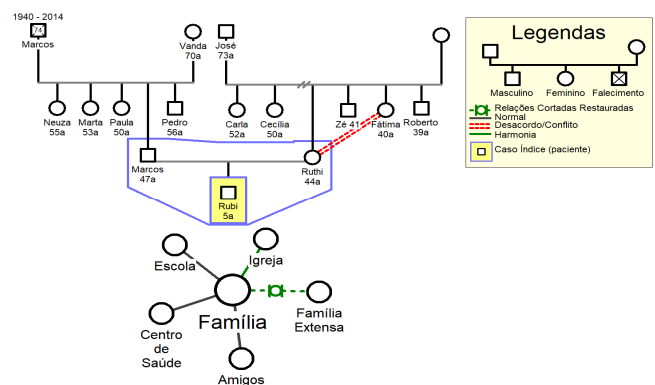 1940 - 2014
74
Marcos
Vanda
70a
José
73a
Neuza
55a
Marta
53a
Paula
50a
Pedro
56a
Carla
52a
Cecília
50a
Zé 41
Fátima
40a
Roberto
39a
Marcos
47a
Ruthi
44a
Rubi
5a
Escola
Igreja
Família
Família
Extensa
Centro
de
Saúde
Amigos
Legendas
Masculino
Feminino
Falecimento
Relações Cortadas Restauradas
Normal
Desacordo/Conflito
Harmonia
Caso Índice (paciente)